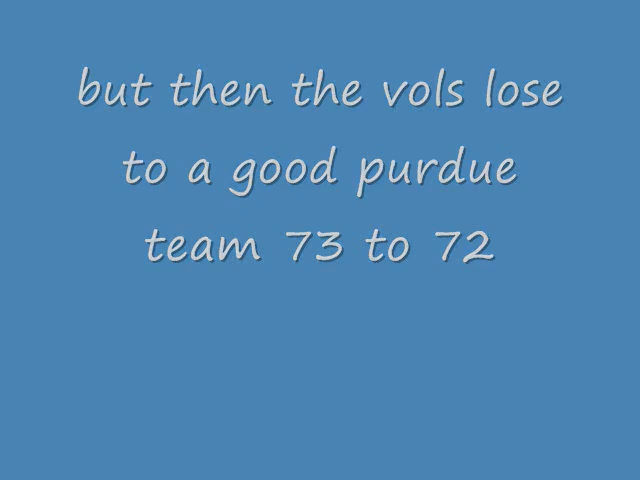 but then the vols lose
to a good purdue
team 73 to 72